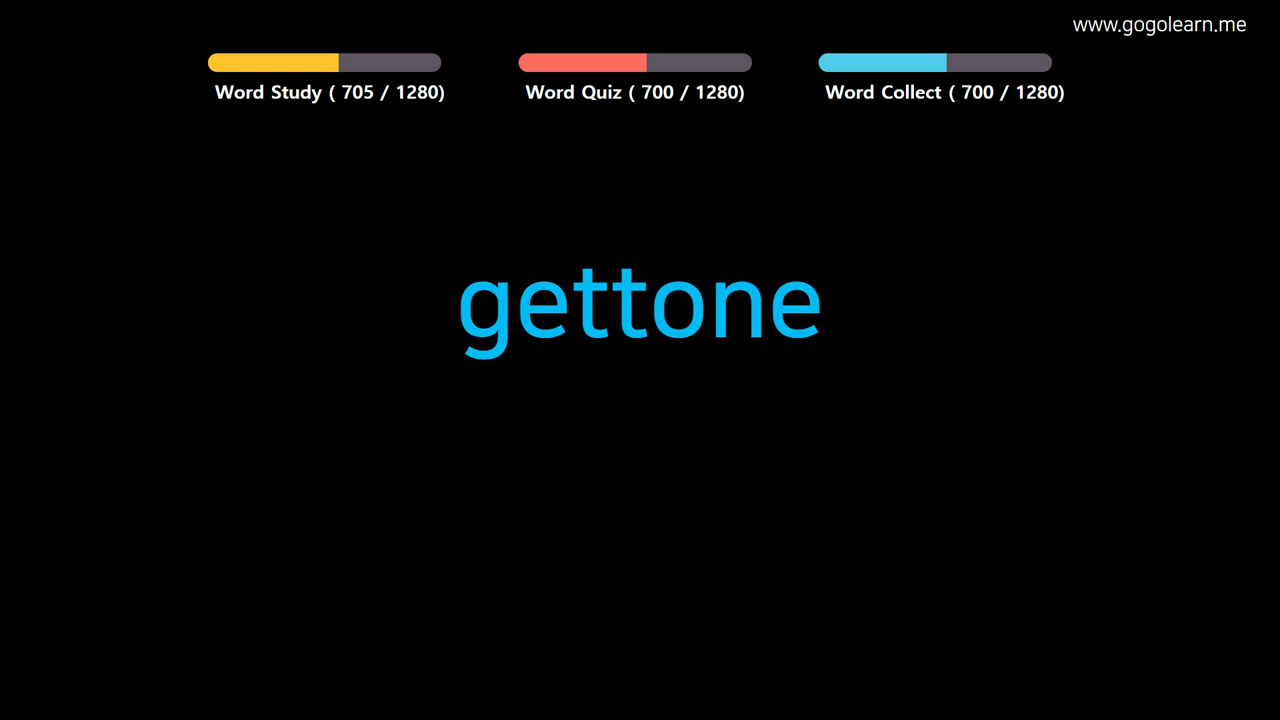 www.gogolearn.me
Word Study ( 705 / 1280)
Word Quiz ( 700 / 1280)
Word Collect ( 700 / 1280)
gettone